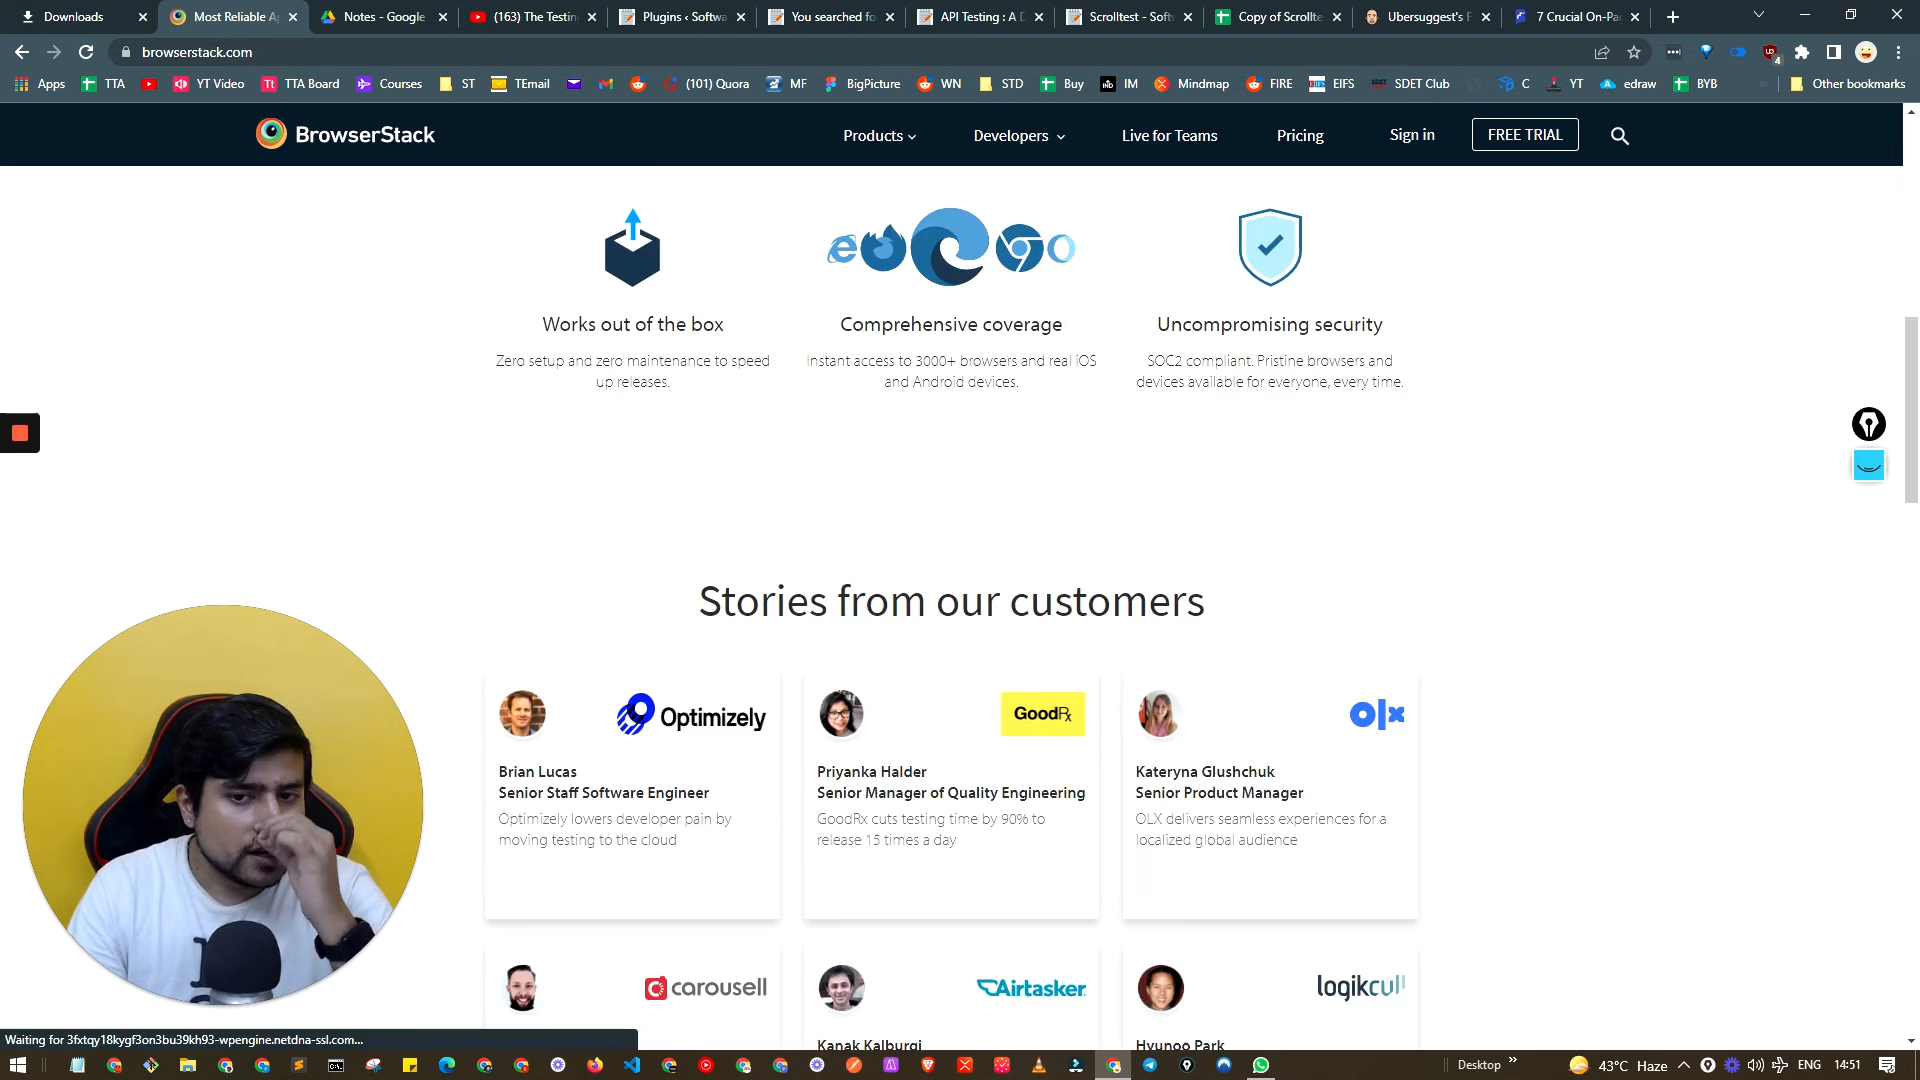 Downloads
Most Reliable A
Notes - Google
(163) The Testin
Plugins ‹ Softwa
You searched fo
API Testing : A D
Scrolltest - Soft
Copy of Scrollte
Ubersuggest's F
7 Crucial On-Pa
browserstack.com
4
Apps
TTA
YT Video
TTA Board
Courses
ST
TEmail
(101) Quora
MF
BigPicture
WN
STD
Buy
IM
Mindmap
FIRE
EIFS
SDET Club
C
YT
edraw
BYB
Other bookmarks
BrowserStack
Products
Developers
Live for Teams
Pricing
Sign in
FREE TRIAL
Works out of the box
Zero setup and zero maintenance to speed
up releases.
Comprehensive coverage
Instant access to 3000+ browsers and real iOS
and Android devices.
Uncompromising security
SOC2 compliant. Pristine browsers and
devices available for everyone, every time.
Stories from our customers
Optimizely
Brian Lucas
Senior Staff Software Engineer
Optimizely lowers developer pain by
moving testing to the cloud
GoodRx
Priyanka Halder
Senior Manager of Quality Engineering
GoodRx cuts testing time by 90% to
release 15 times a day
olx
Kateryna Glushchuk
Senior Product Manager
OLX delivers seamless experiences for a
localized global audience
carousell
Airtasker
Kanak Kalburgi
logikcull
Hyunoo Park
Waiting for 3fxtqy18kygf3on3bu39kh93-wpengine.netdna-ssl.com...
Desktop
43°C Haze
ENG
14:51